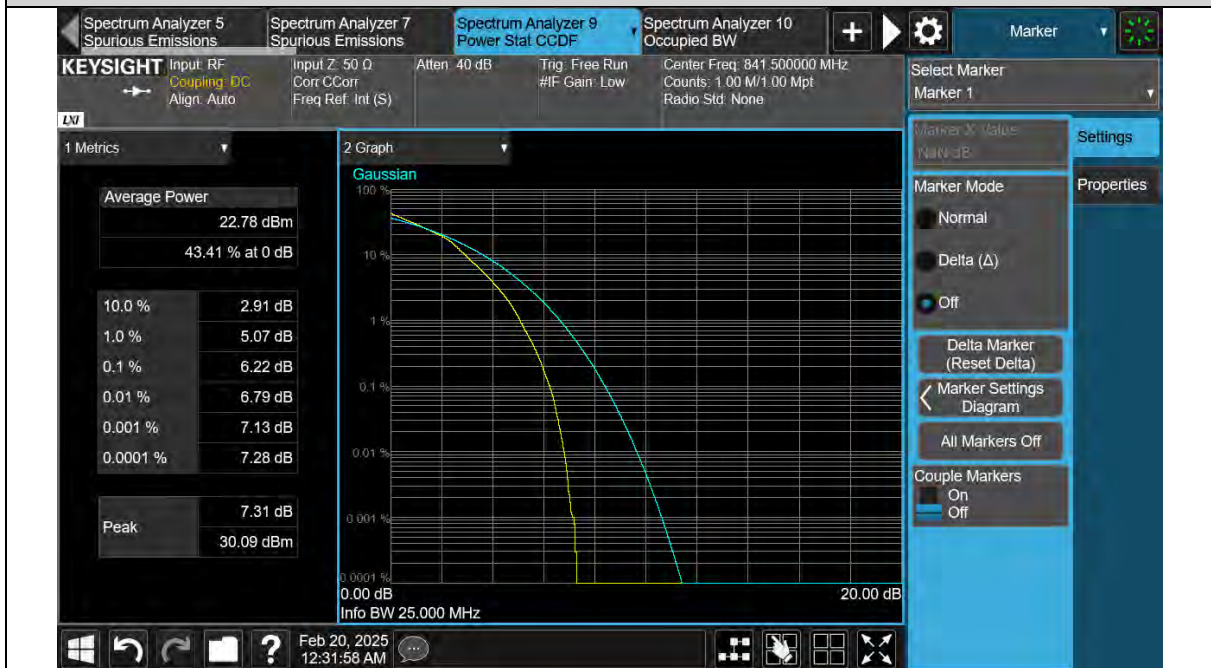 Spectrum Analyzer 5
Spurious Emissions
Spectrum Analyzer 7
Spurious Emissions
Spectrum Analyzer 9
Power Stat CCDF
Spectrum Analyzer 10
Occupied BW
+
Marker
KEYSIGHT
Input: RF
Coupling: DC
Align: Auto
Input Z: 50 Ω
Corr CCorr
Freq Ref: Int (S)
Atten: 40 dB
Trig: Free Run
#IF Gain: Low
Center Freq: 841.500000 MHz
Counts: 1.00 M/1.00 Mpt
Radio Std: None
LXI
Select Marker
Marker 1
1 Metrics
Average Power
22.78 dBm
43.41 % at 0 dB
10.0 % 2.91 dB
1.0 % 5.07 dB
0.1 % 6.22 dB
0.01 % 6.79 dB
0.001 % 7.13 dB
0.0001 % 7.28 dB
Peak
7.31 dB
30.09 dBm
2 Graph
Gaussian
100 %
10 %
1 %
0.1 %
0.01 %
0.001 %
0.0001 %
0.00 dB
20.00 dB
Info BW 25.000 MHz
Marker X Value
NaN dB
Settings
Properties
Marker Mode
Normal
Delta (Δ)
Off
Delta Marker
(Reset Delta)
Marker Settings
Diagram
All Markers Off
Couple Markers
On
Off
?
Feb 20, 2025
12:31:58 AM